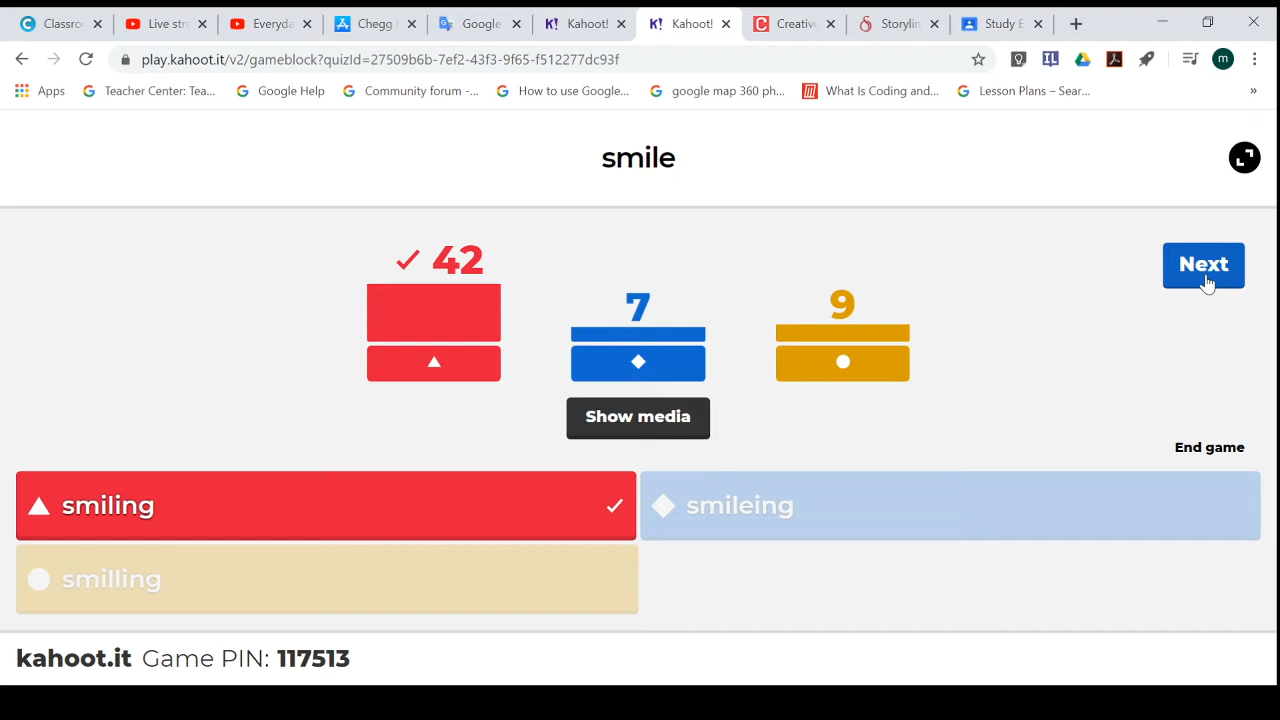 Classro
Live str
Everyda
Chegg
Google
K! Kahoot!
K! Kahoot!
Creativ
Storylin
Study E
play.kahoot.it/v2/gameblock?quizId=27509b6b-7ef2-43f3-9f65-f512277dc93f
IL
m
Apps
Teacher Center: Tea...
Google Help
Community forum -...
How to use Google...
google map 360 ph...
What Is Coding and...
Lesson Plans – Sear...
»
smile
42
7
9
Next
Show media
End game
smiling
smileing
smilling
kahoot.it Game PIN: 117513